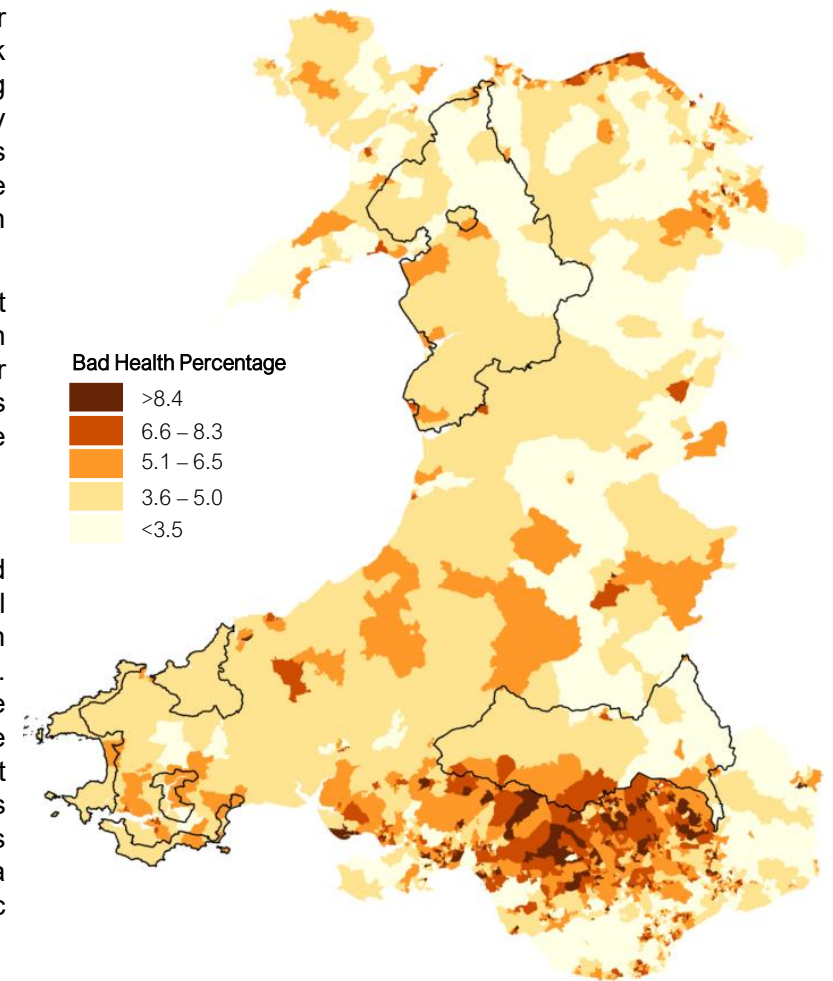 Bad Health Percentage
>8.4
6.6 – 8.3
5.1 – 6.5
3.6 – 5.0
<3.5